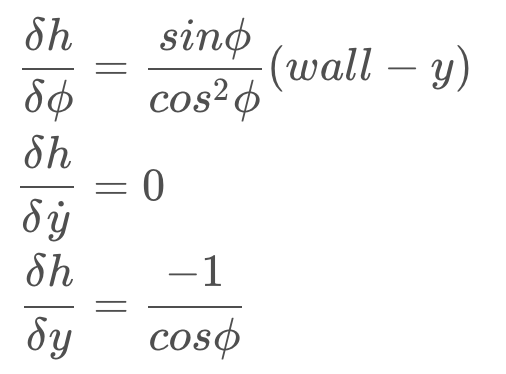 δh/δϕ = sinϕ/cos²ϕ (wall − y)
δh/δẏ = 0
δh/δy = −1/cosϕ